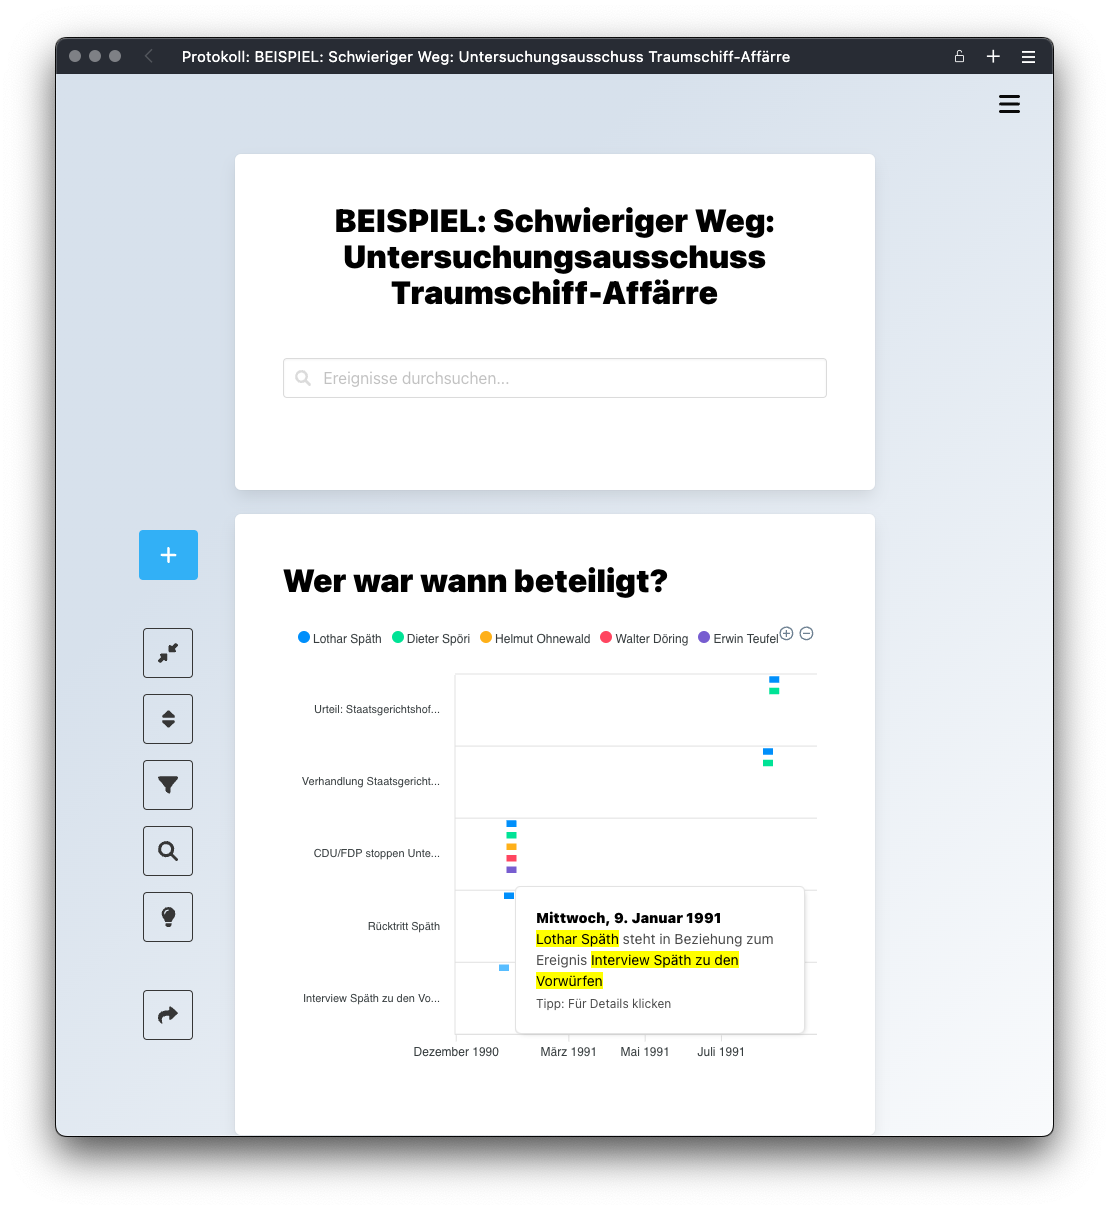 Protokoll: BEISPIEL: Schwieriger Weg: Untersuchungsausschuss Traumschiff-Affärre
BEISPIEL: Schwieriger Weg:
Untersuchungsausschuss
Traumschiff-Affärre
Ereignisse durchsuchen...
Wer war wann beteiligt?
Lothar Späth Dieter Spöri Helmut Ohnewald Walter Döring Erwin Teufel
Urteil: Staatsgerichtshof...
Verhandlung Staatsgericht...
CDU/FDP stoppen Unte...
Rücktritt Späth
Interview Späth zu den Vo...
Mittwoch, 9. Januar 1991
Lothar Späth steht in Beziehung zum
Ereignis Interview Späth zu den
Vorwürfen
Tipp: Für Details klicken
Dezember 1990 März 1991 Mai 1991 Juli 1991